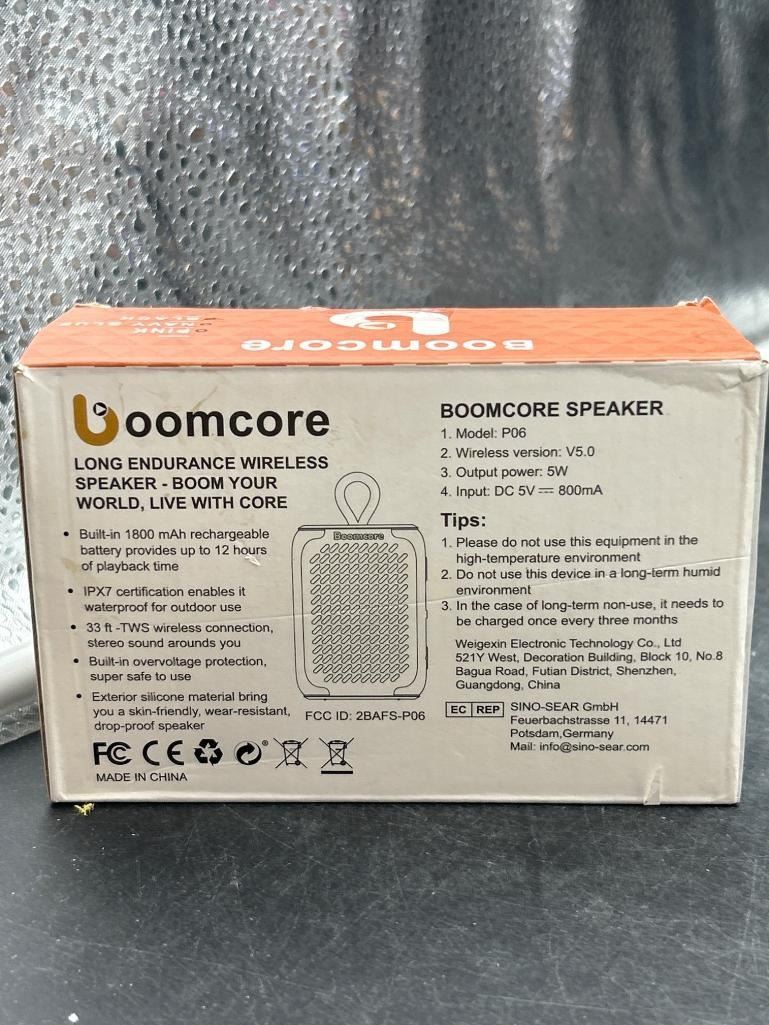 PINK
NAVY BLUE
BLACK
Boomcore
boomcore
LONG ENDURANCE WIRELESS
SPEAKER - BOOM YOUR
WORLD, LIVE WITH CORE
• Built-in 1800 mAh rechargeable
battery provides up to 12 hours
of playback time
• IPX7 certification enables it
waterproof for outdoor use
• 33 ft -TWS wireless connection,
stereo sound arounds you
• Built-in overvoltage protection,
super safe to use
• Exterior silicone material bring
you a skin-friendly, wear-resistant,
drop-proof speaker
Boomcore
FCC ID: 2BAFS-P06
FC CE
MADE IN CHINA
BOOMCORE SPEAKER
1. Model: P06
2. Wireless version: V5.0
3. Output power: 5W
4. Input: DC 5V ⎓ 800mA
Tips:
1. Please do not use this equipment in the
high-temperature environment
2. Do not use this device in a long-term humid
environment
3. In the case of long-term non-use, it needs to
be charged once every three months
Weigexin Electronic Technology Co., Ltd
521Y West, Decoration Building, Block 10, No.8
Bagua Road, Futian District, Shenzhen,
Guangdong, China
EC REP SINO-SEAR GmbH
Feuerbachstrasse 11, 14471
Potsdam,Germany
Mail: info@sino-sear.com